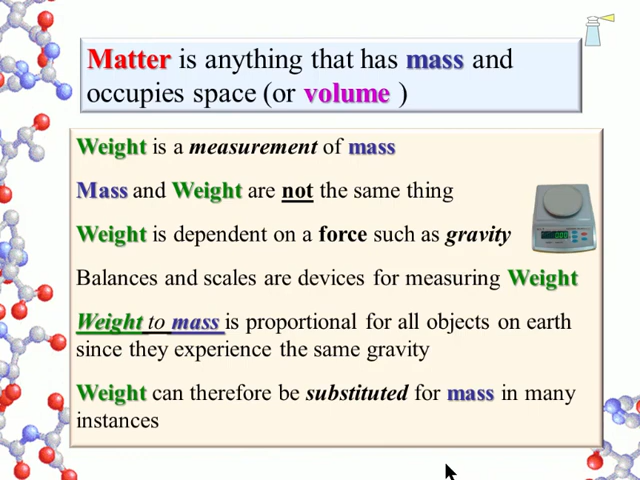 Matter is anything that has mass and
occupies space (or volume )
Weight is a measurement of mass
Mass and Weight are not the same thing
Weight is dependent on a force such as gravity
Balances and scales are devices for measuring Weight
Weight to mass is proportional for all objects on earth
since they experience the same gravity
Weight can therefore be substituted for mass in many
instances